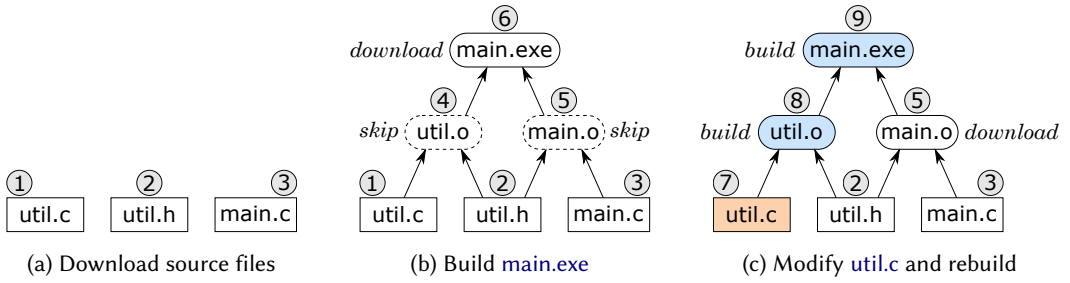 1
2
3
util.c
util.h
main.c
(a) Download source files
6
download main.exe
4
5
skip util.o
main.o skip
1
2
3
util.c
util.h
main.c
(b) Build main.exe
9
build main.exe
8
5
build util.o
main.o download
7
2
3
util.c
util.h
main.c
(c) Modify util.c and rebuild